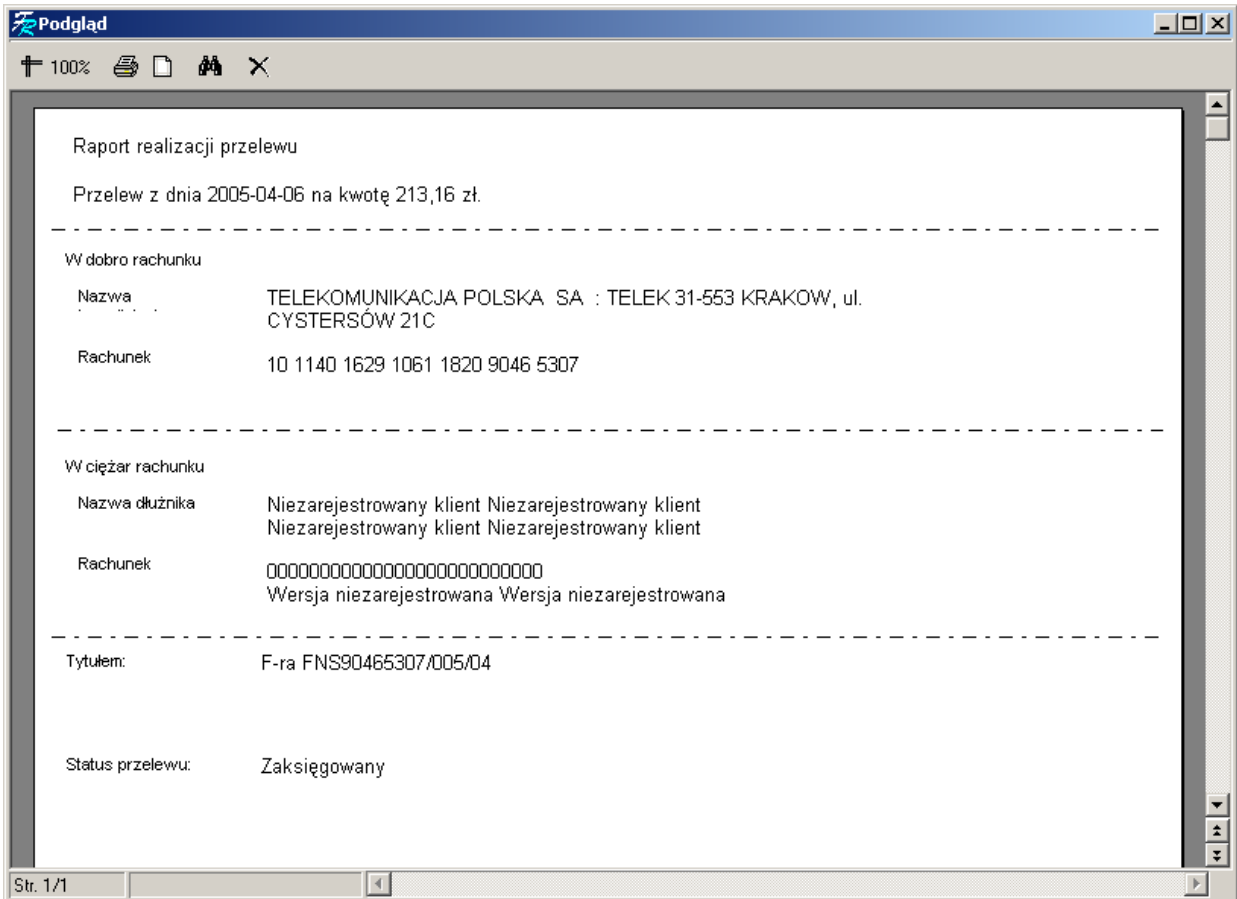 Podgląd
100%
Raport realizacji przelewu
Przelew z dnia 2005-04-06 na kwotę 213,16 zł.
W dobro rachunku
Nazwa
TELEKOMUNIKACJA POLSKA SA : TELEK 31-553 KRAKOW, ul.
CYSTERSÓW 21C
Rachunek
10 1140 1629 1061 1820 9046 5307
W ciężar rachunku
Nazwa dłużnika
Niezarejestrowany klient Niezarejestrowany klient
Niezarejestrowany klient Niezarejestrowany klient
Rachunek
00000000000000000000000000
Wersja niezarejestrowana Wersja niezarejestrowana
Tytułem:
F-ra FNS90465307/005/04
Status przelewu:
Zaksięgowany
Str. 1/1